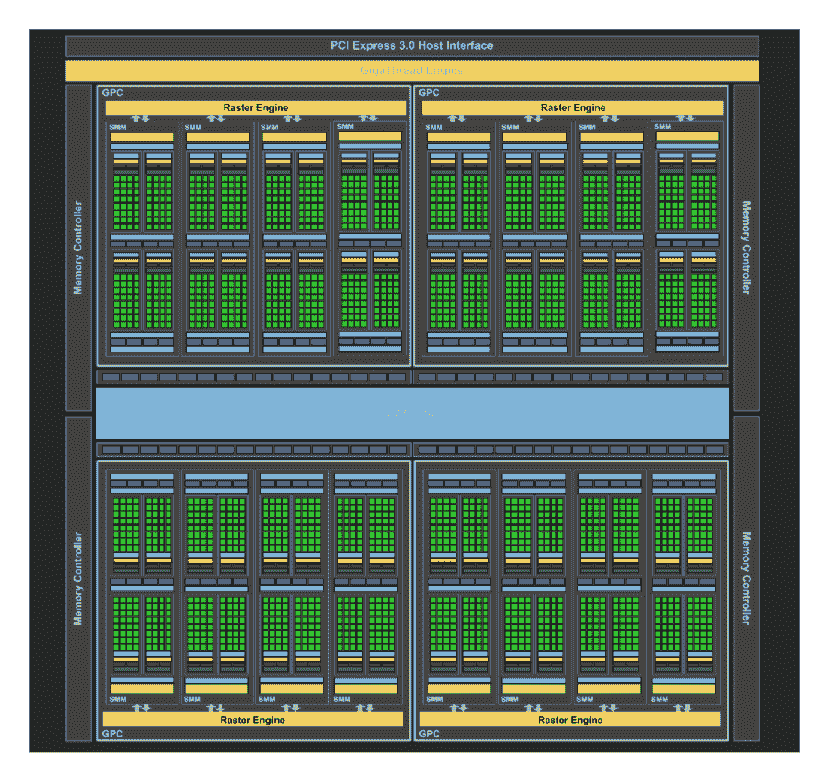 PCI Express 3.0 Host Interface
GigaThread Engine
GPC
GPC
Raster Engine
Raster Engine
SMM
SMM
SMM
SMM
SMM
SMM
SMM
SMM
Memory Controller
Memory Controller
Memory Controller
Memory Controller
SMM
SMM
SMM
SMM
SMM
SMM
SMM
SMM
Raster Engine
Raster Engine
GPC
GPC